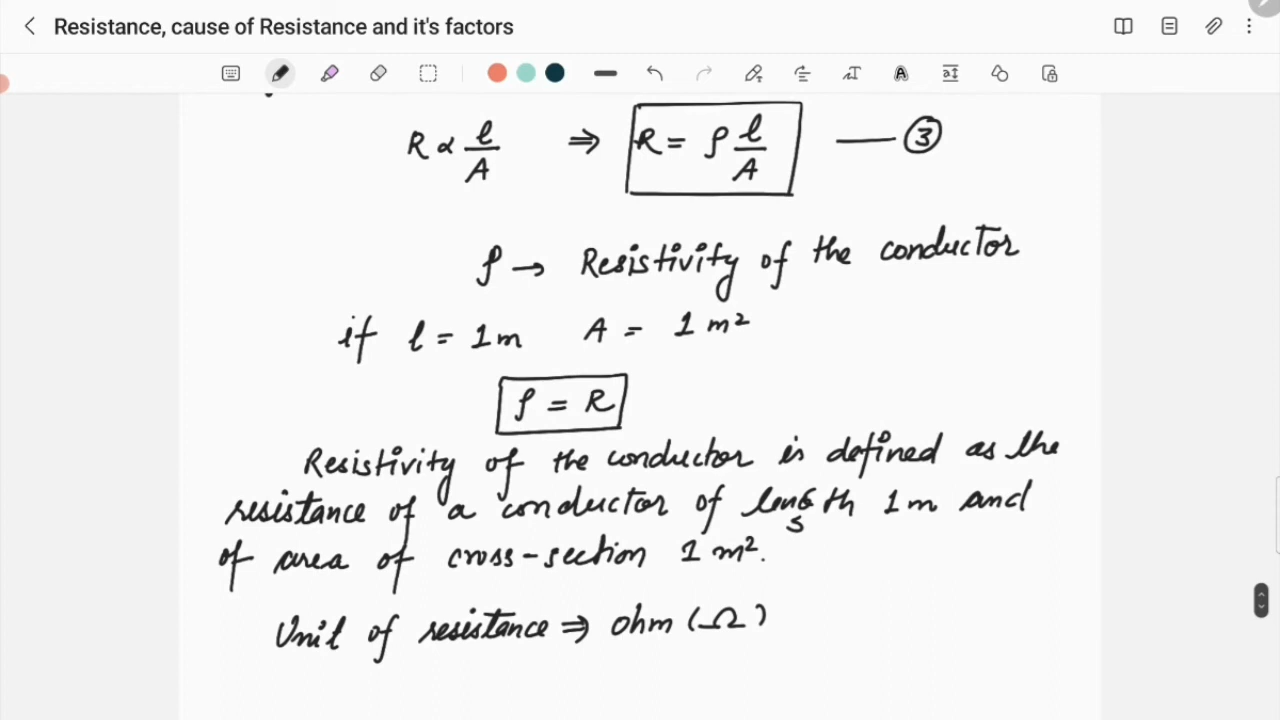 Resistance, cause of Resistance and it's factors
R ∝ l/A ⇒ R = ρ l/A —— ③
ρ → Resistivity of the conductor
if l = 1m A = 1 m²
ρ = R
Resistivity of the conductor is defined as the
resistance of a conductor of length 1m and
of area of cross-section 1 m².
Unit of resistance ⇒ ohm (Ω)